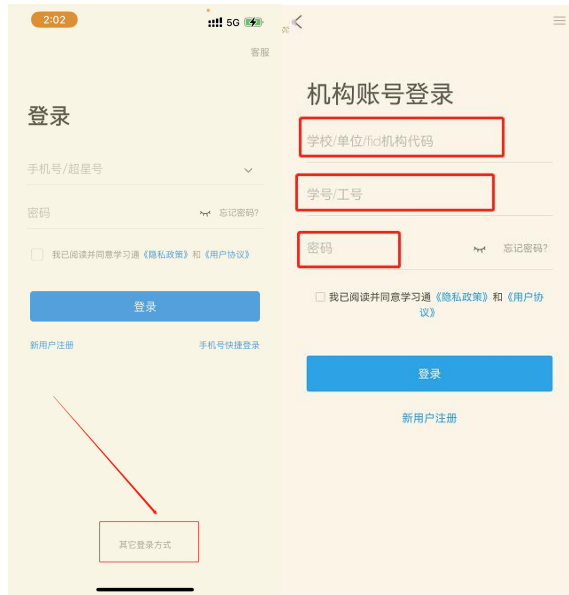 2:02
5G
客服
登录
手机号/超星号
密码
忘记密码?
我已阅读并同意学习通《隐私政策》和《用户协议》
登录
新用户注册
手机号快捷登录
其它登录方式
机构账号登录
学校/单位/fid机构代码
学号/工号
密码
忘记密码?
我已阅读并同意学习通《隐私政策》和《用户协
议》
登录
新用户注册